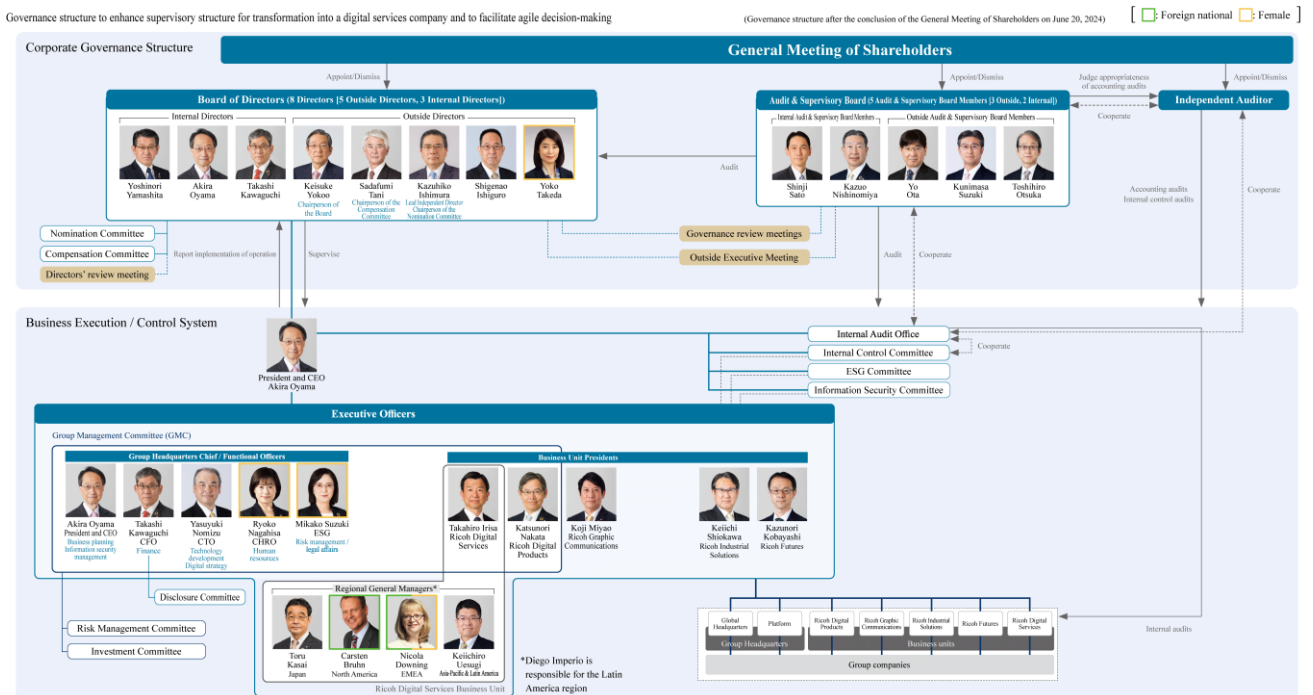 Governance structure to enhance supervisory structure for transformation into a digital services company and to facilitate agile decision-making
(Governance structure after the conclusion of the General Meeting of Shareholders on June 20, 2024)
[ : Foreign national : Female ]
Corporate Governance Structure
General Meeting of Shareholders
Appoint/Dismiss
Appoint/Dismiss
Judge appropriateness
of accounting audits
Appoint/Dismiss
Board of Directors (8 Directors [5 Outside Directors, 3 Internal Directors])
Internal Directors
Outside Directors
Yoshinori
Yamashita
Akira
Oyama
Takashi
Kawaguchi
Keisuke
Yokoo
Chairperson of
the Board
Sadafumi
Tani
Chairperson of the
Compensation
Committee
Kazuhiko
Ishimura
Lead Independent Director
Chairperson of the
Nomination Committee
Shigenao
Ishiguro
Yoko
Takeda
Audit
Audit & Supervisory Board (5 Audit & Supervisory Board Members [3 Outside, 2 Internal])
Internal Audit & Supervisory Board Members
Outside Audit & Supervisory Board Members
Shinji
Sato
Kazuo
Nishinomiya
Yo
Ota
Kunimasa
Suzuki
Toshihiro
Otsuka
Cooperate
Independent Auditor
Accounting audits
Internal control audits
Cooperate
Nomination Committee
Compensation Committee
Directors' review meeting
Report implementation of operation
Supervise
Governance review meetings
Outside Executive Meeting
Audit
Cooperate
Business Execution / Control System
President and CEO
Akira Oyama
Internal Audit Office
Internal Control Committee
ESG Committee
Information Security Committee
Cooperate
Executive Officers
Group Management Committee (GMC)
Group Headquarters Chief / Functional Officers
Business Unit Presidents
Akira Oyama
President and CEO
Business planning
Information security
management
Takashi
Kawaguchi
CFO
Finance
Yasuyuki
Nomizu
CTO
Technology
development
Digital strategy
Ryoko
Nagahisa
CHRO
Human
resources
Mikako Suzuki
ESG
Risk management /
legal affairs
Takahiro Irisa
Ricoh Digital
Services
Katsunori
Nakata
Ricoh Digital
Products
Koji Miyao
Ricoh Graphic
Communications
Keiichi
Shiokawa
Ricoh Industrial
Solutions
Kazunori
Kobayashi
Ricoh Futures
Disclosure Committee
Risk Management Committee
Investment Committee
Regional General Managers*
Toru
Kasai
Japan
Carsten
Bruhn
North America
Nicola
Downing
EMEA
Keiichiro
Uesugi
Asia-Pacific & Latin America
Ricoh Digital Services Business Unit
*Diego Imperio is
responsible for the Latin
America region
Global
Headquarters
Platform
Ricoh Digital
Products
Ricoh Graphic
Communications
Ricoh Industrial
Solutions
Ricoh Futures
Ricoh Digital
Services
Group Headquarters
Business units
Group companies
Internal audits